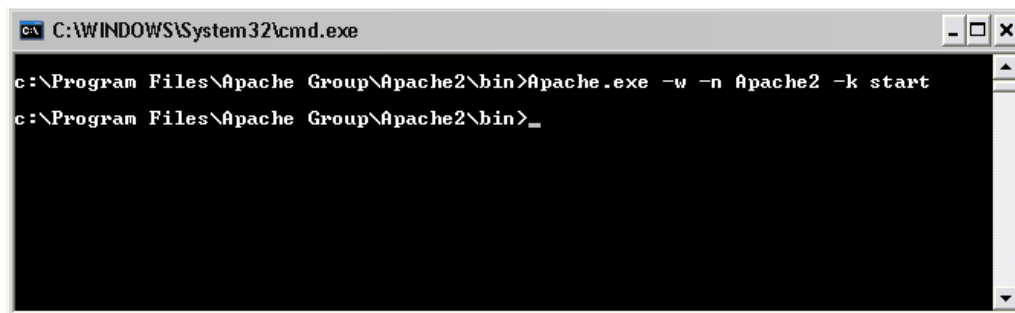 C:\WINDOWS\System32\cmd.exe
c:\Program Files\Apache Group\Apache2\bin>Apache.exe -w -n Apache2 -k start
c:\Program Files\Apache Group\Apache2\bin>_